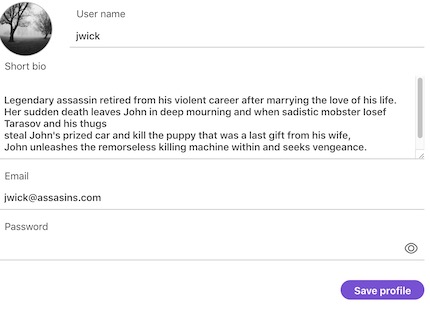 User name
jwick
Short bio
Legendary assassin retired from his violent career after marrying the love of his life.
Her sudden death leaves John in deep mourning and when sadistic mobster Iosef
Tarasov and his thugs
steal John's prized car and kill the puppy that was a last gift from his wife,
John unleashes the remorseless killing machine within and seeks vengeance.
Email
jwick@assasins.com
Password
Save profile